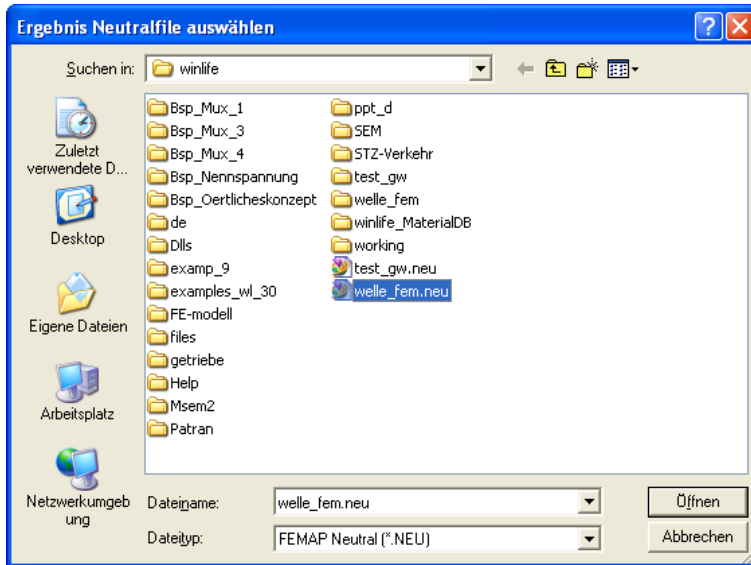 Ergebnis Neutralfile auswählen
Suchen in: winlife
Zuletzt
verwendete D...
Desktop
Eigene Dateien
Arbeitsplatz
Netzwerkumgeb
ung
Bsp_Mux_1
Bsp_Mux_3
Bsp_Mux_4
Bsp_Nennspannung
Bsp_Oertlicheskonzept
de
Dlls
examp_9
examples_wl_30
FE-modell
files
getriebe
Help
Msem2
Patran
ppt_d
SEM
STZ-Verkehr
test_gw
welle_fem
winlife_MaterialDB
working
test_gw.neu
welle_fem.neu
Dateiname: welle_fem.neu Öffnen
Dateityp: FEMAP Neutral (*.NEU) Abbrechen